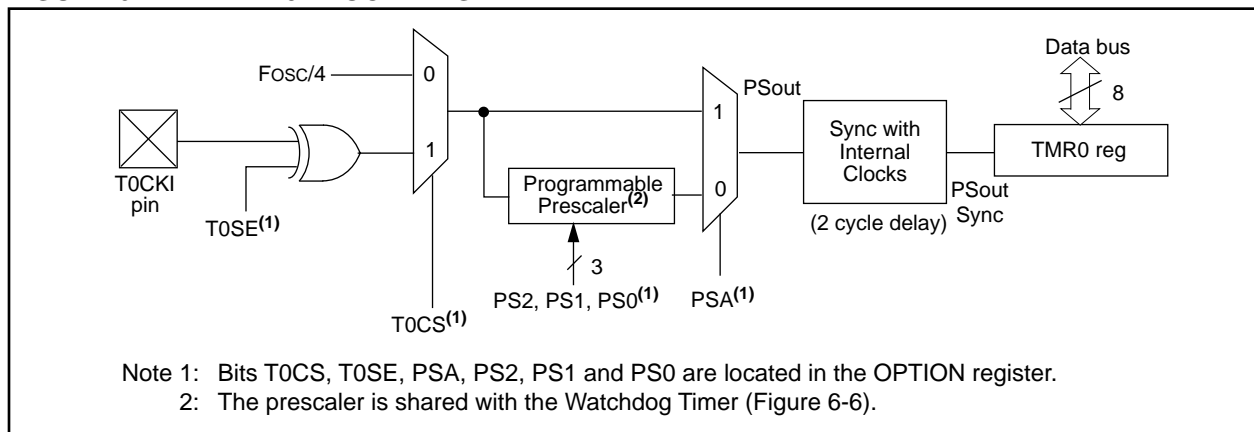 Data bus
FOSC/4
0
PSout
8
1
1
Sync with
Internal
Clocks
TMR0 reg
T0CKI
pin
Programmable
Prescaler(2)
0
PSout
Sync
T0SE(1)
(2 cycle delay)
3
PS2, PS1, PS0(1)
PSA(1)
T0CS(1)
Note 1: Bits T0CS, T0SE, PSA, PS2, PS1 and PS0 are located in the OPTION register.
2: The prescaler is shared with the Watchdog Timer (Figure 6-6).